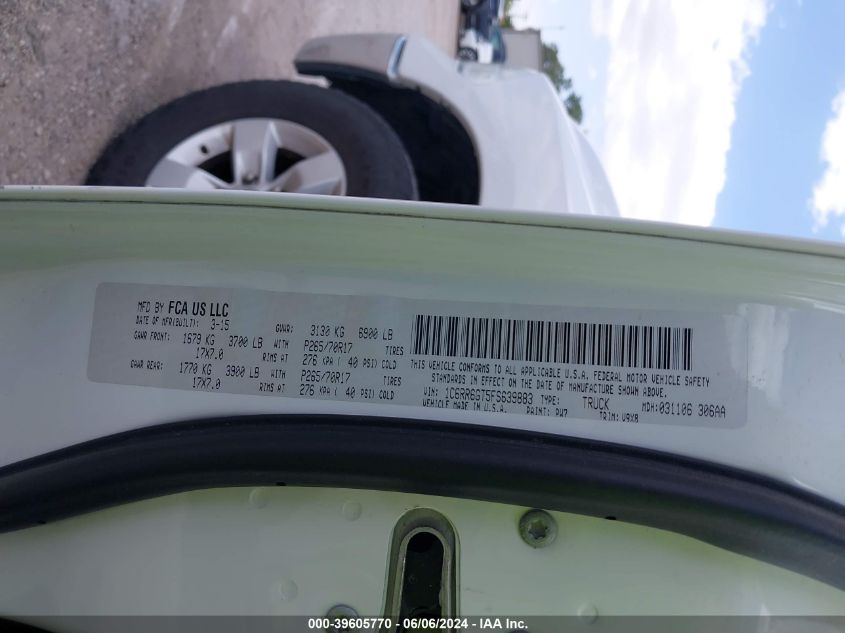 MFD BY FCA US LLC
DATE OF MFR(BUILT): 3-15 GVWR: 3130 KG 6900 LB
GAWR FRONT: 1679 KG 3700 LB WITH P265/70R17 TIRES
17X7.0 RIMS AT 276 KPA ( 40 PSI) COLD
GAWR REAR: 1770 KG 3900 LB WITH P265/70R17 TIRES
17X7.0 RIMS AT 276 KPA ( 40 PSI) COLD
THIS VEHICLE CONFORMS TO ALL APPLICABLE U.S.A. FEDERAL MOTOR VEHICLE SAFETY
STANDARDS IN EFFECT ON THE DATE OF MANUFACTURE SHOWN ABOVE.
VIN: 1C6RR6GT5FS639883 TYPE: TRUCK MDH: 031106 306AA
VEHICLE MADE IN U.S.A. PAINT: PW7 TRIM: V9X8
000-39605770 - 06/06/2024 - IAAI.com